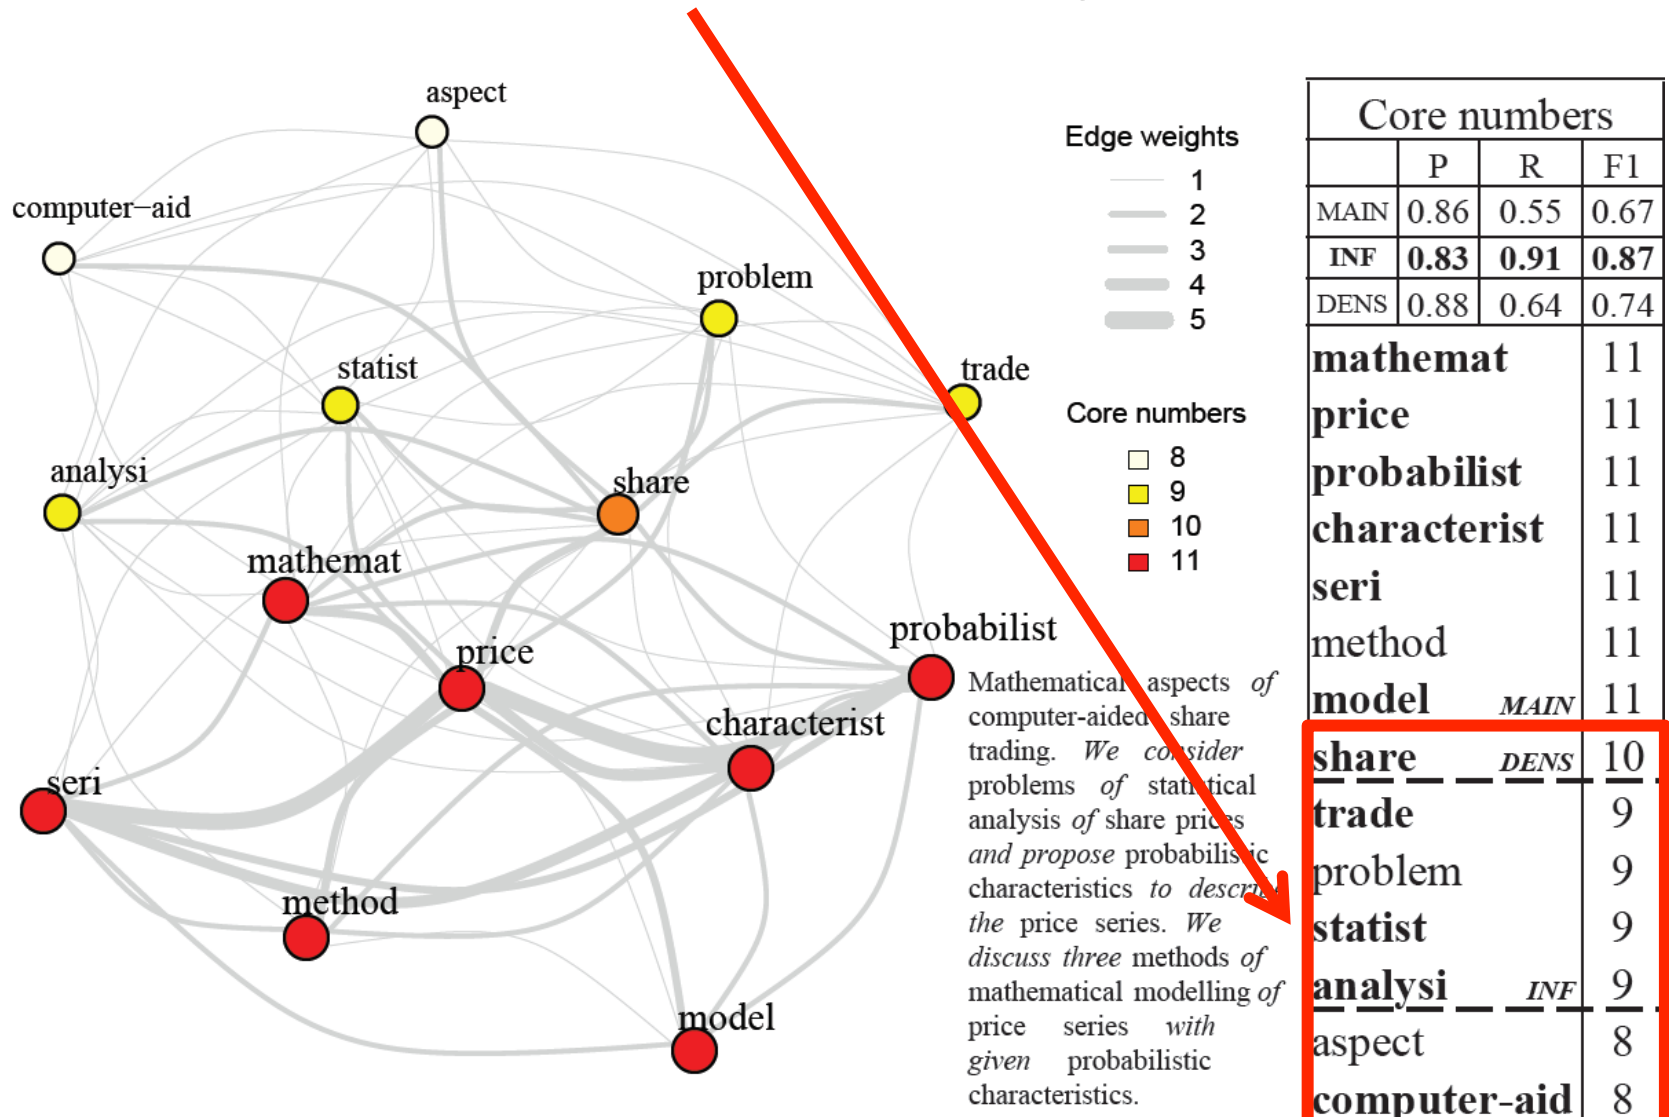 aspect
computer-aid
problem
statist
trade
analysi
share
mathemat
price
probabilist
characterist
seri
method
model
Edge weights
1
2
3
4
5
Core numbers
8
9
10
11
Mathematical aspects of
computer-aided share
trading. We consider
problems of statistical
analysis of share prices
and propose probabilistic
characteristics to describe
the price series. We
discuss three methods of
mathematical modelling of
price series with
given probabilistic
characteristics.
Core numbers
P R F1
MAIN 0.86 0.55 0.67
INF 0.83 0.91 0.87
DENS 0.88 0.64 0.74
mathemat 11
price 11
probabilist 11
characterist 11
seri 11
method 11
model MAIN 11
share DENS 10
trade 9
problem 9
statist 9
analysi INF 9
aspect 8
computer-aid 8